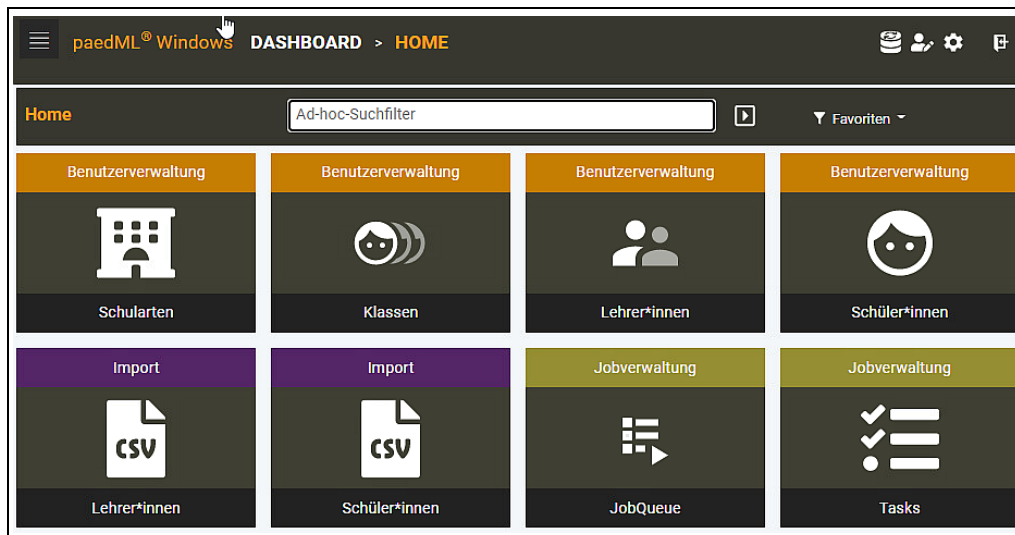 paedML® Windows DASHBOARD > HOME
Home Ad-hoc-Suchfilter Favoriten
Benutzerverwaltung Benutzerverwaltung Benutzerverwaltung Benutzerverwaltung
Schularten Klassen Lehrer*innen Schüler*innen
Import Import Jobverwaltung Jobverwaltung
CSV CSV
Lehrer*innen Schüler*innen JobQueue Tasks